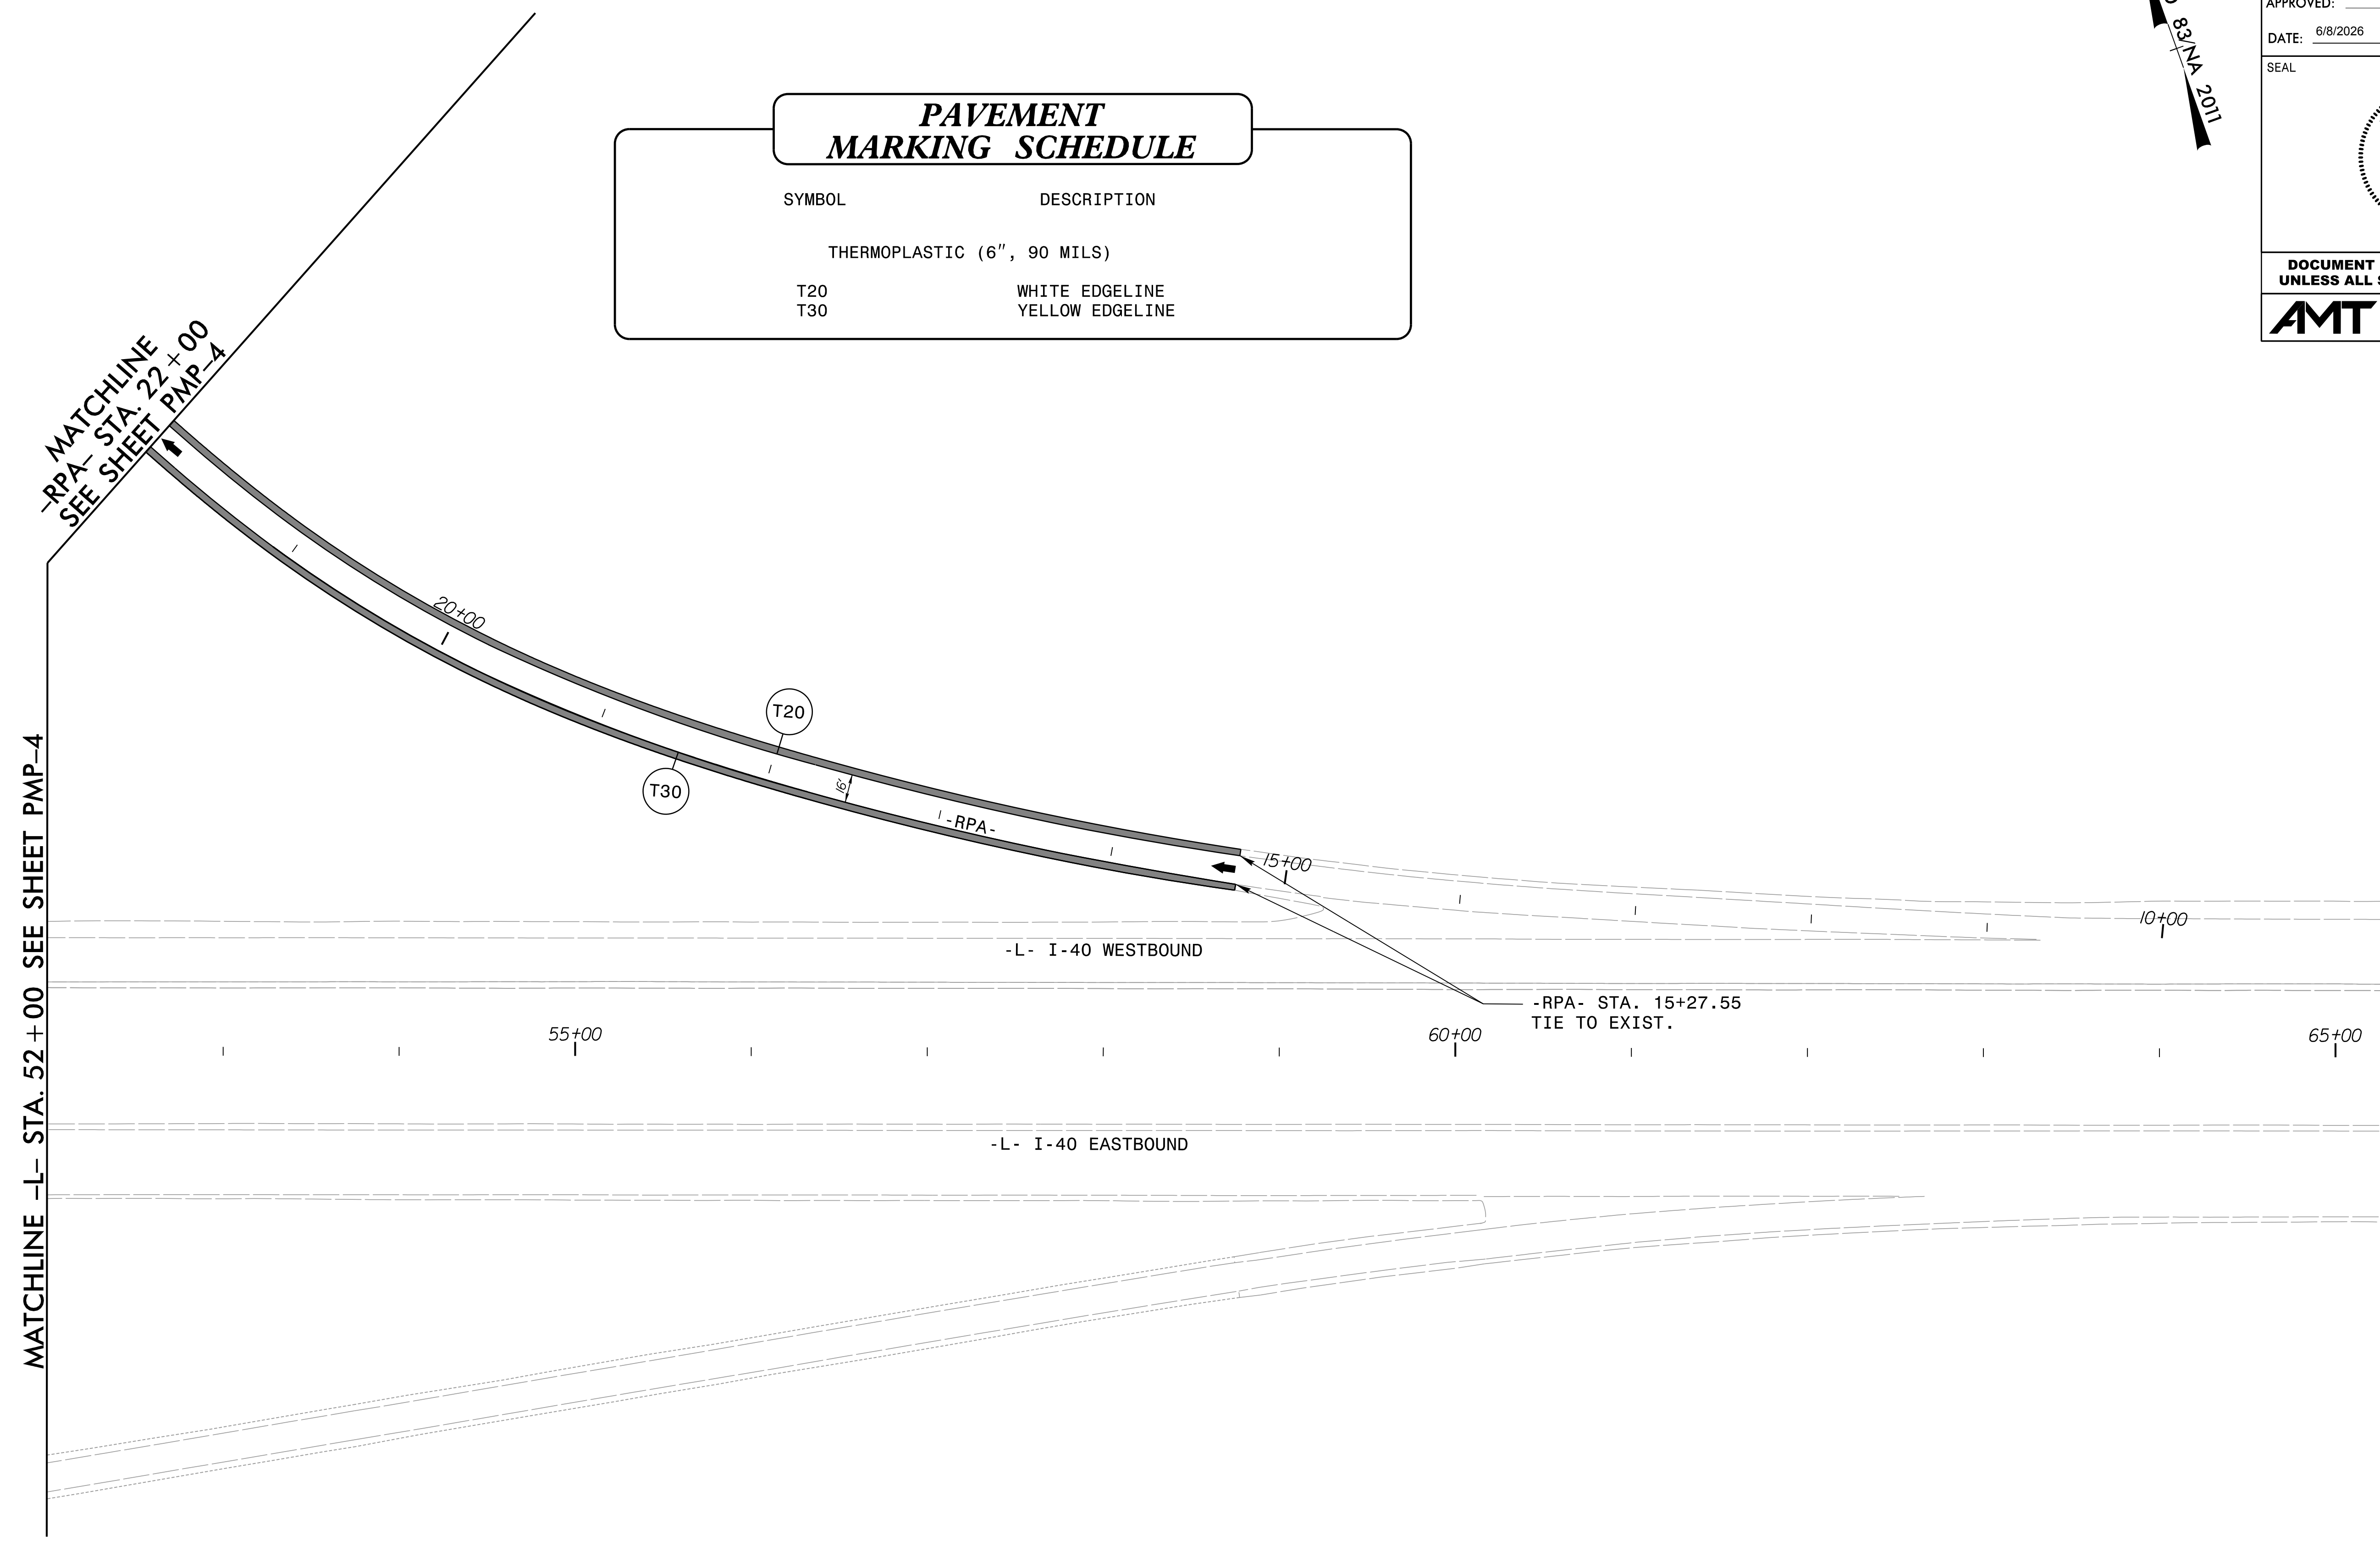 APPROVED:
DATE: 6/8/2026
SEAL
83/NA 2011
DOCUMENT
UNLESS ALL
AMT
PAVEMENT
MARKING SCHEDULE
SYMBOL DESCRIPTION
THERMOPLASTIC (6", 90 MILS)
T20 WHITE EDGELINE
T30 YELLOW EDGELINE
MATCHLINE
-RPA- STA. 22+00
SEE SHEET PMP-4
20+00
T20
T30
16'
-RPA-
15+00
10+00
-L- I-40 WESTBOUND
-RPA- STA. 15+27.55
TIE TO EXIST.
55+00
60+00
65+00
-L- I-40 EASTBOUND
MATCHLINE -L- STA. 52+00 SEE SHEET PMP-4